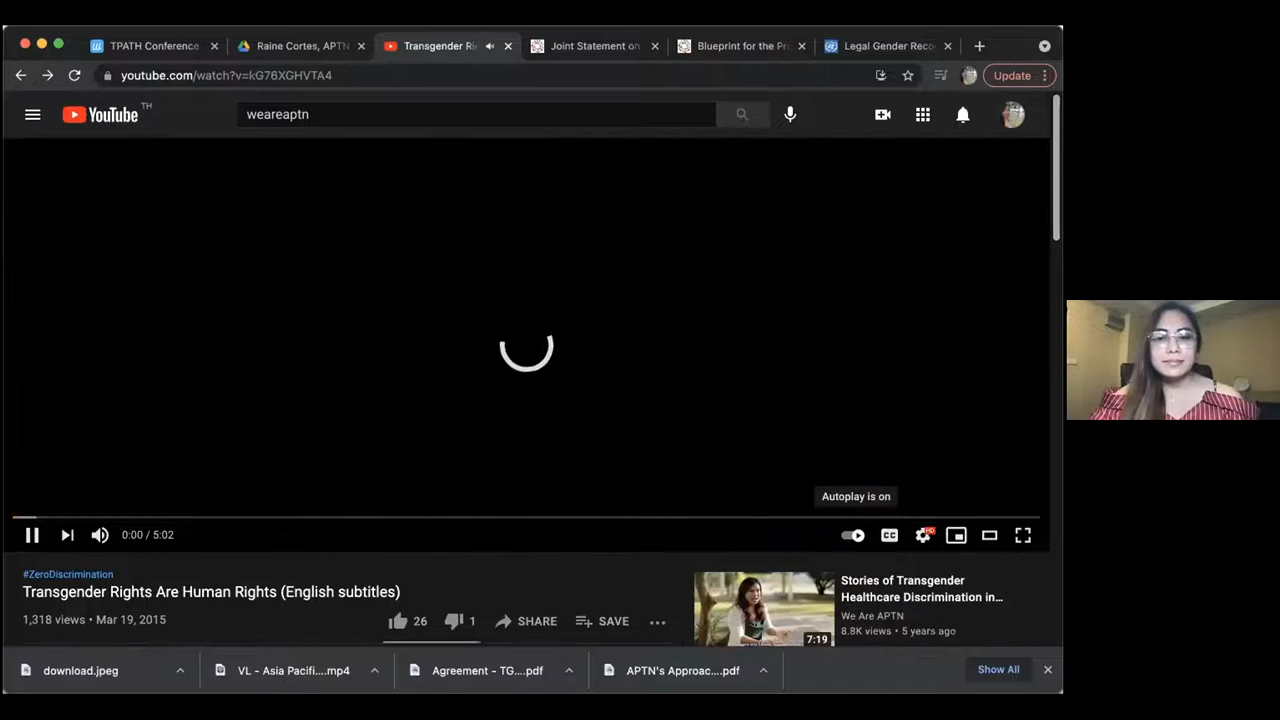 TPATH Conference
Raine Cortes, APTN
Transgender Ri
Joint Statement on
Blueprint for the Pr
Legal Gender Reco
youtube.com/watch?v=kG76XGHVTA4
Update
YouTube TH
weareaptn
Autoplay is on
0:00 / 5:02
CC
HD
#ZeroDiscrimination
Transgender Rights Are Human Rights (English subtitles)
1,318 views • Mar 19, 2015
26
1
SHARE
SAVE
7:19
Stories of Transgender
Healthcare Discrimination in...
We Are APTN
8.8K views • 5 years ago
download.jpeg
VL - Asia Pacifi....mp4
Agreement - TG....pdf
APTN's Approac....pdf
Show All